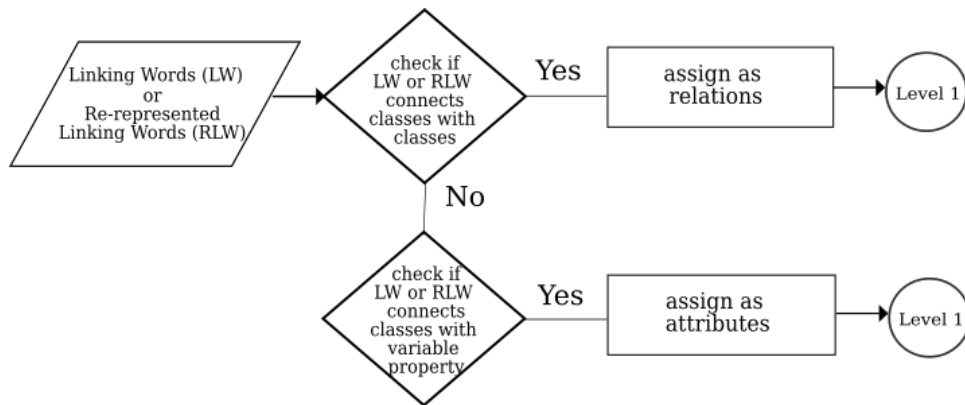 Linking Words (LW)
or
Re-represented
Linking Words (RLW)
check if
LW or RLW
connects
classes with
classes
Yes
assign as
relations
Level 1
No
check if
LW or RLW
connects
classes with
variable
property
Yes
assign as
attributes
Level 1